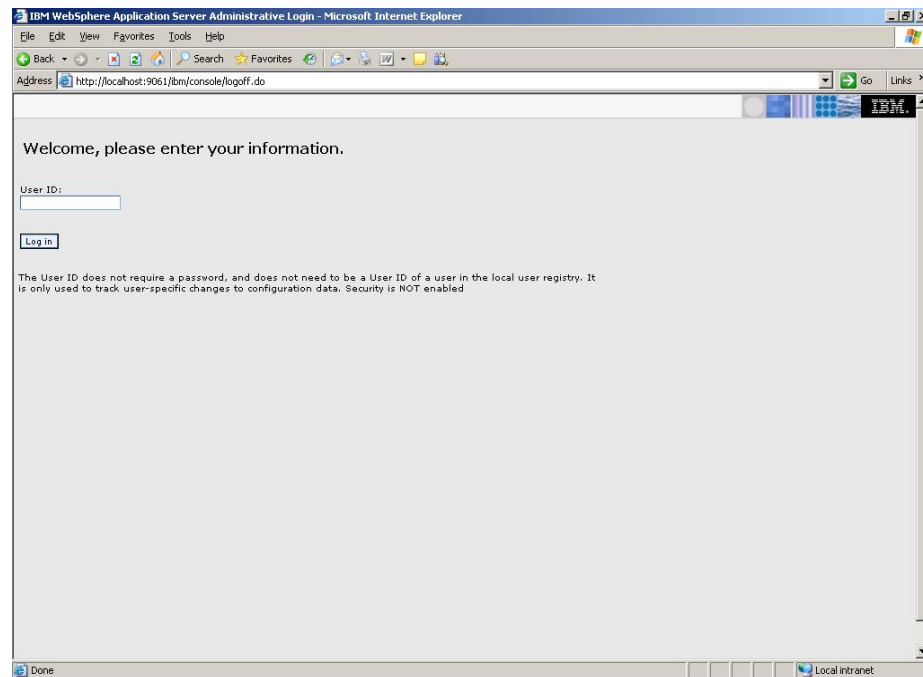 IBM WebSphere Application Server Administrative Login - Microsoft Internet Explorer
File Edit View Favorites Tools Help
Back Search Favorites
Address http://localhost:9061/ibm/console/logoff.do Go Links
IBM.
Welcome, please enter your information.
User ID:
Log in
The User ID does not require a password, and does not need to be a User ID of a user in the local user registry. It
is only used to track user-specific changes to configuration data. Security is NOT enabled
Done Local intranet